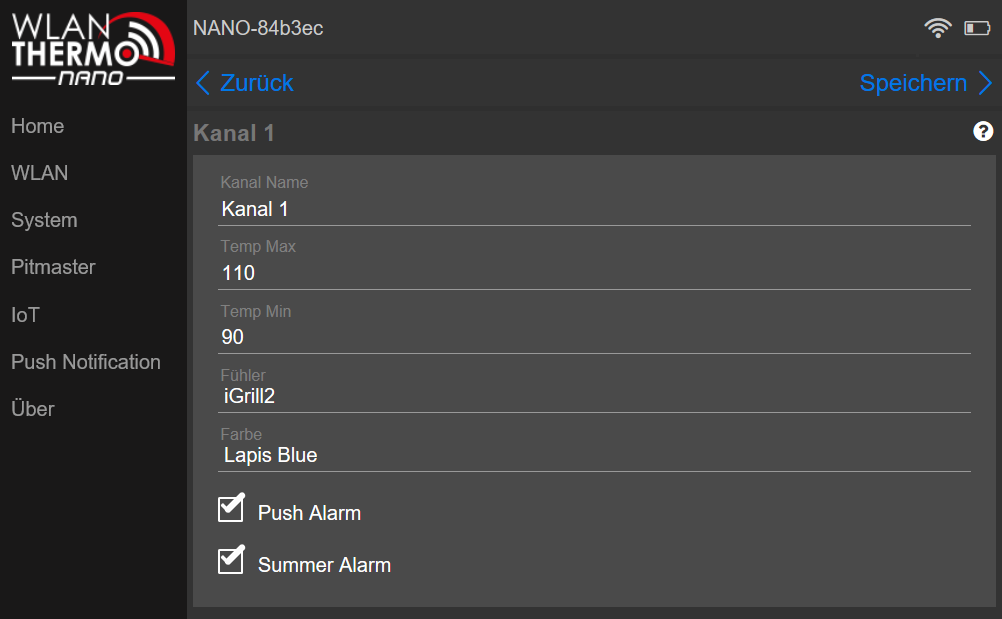 WLAN
THERMO
NANO
Home
WLAN
System
Pitmaster
IoT
Push Notification
Über
NANO-84b3ec
Zurück
Speichern
Kanal 1
?
Kanal Name
Kanal 1
Temp Max
110
Temp Min
90
Fühler
iGrill2
Farbe
Lapis Blue
Push Alarm
Summer Alarm